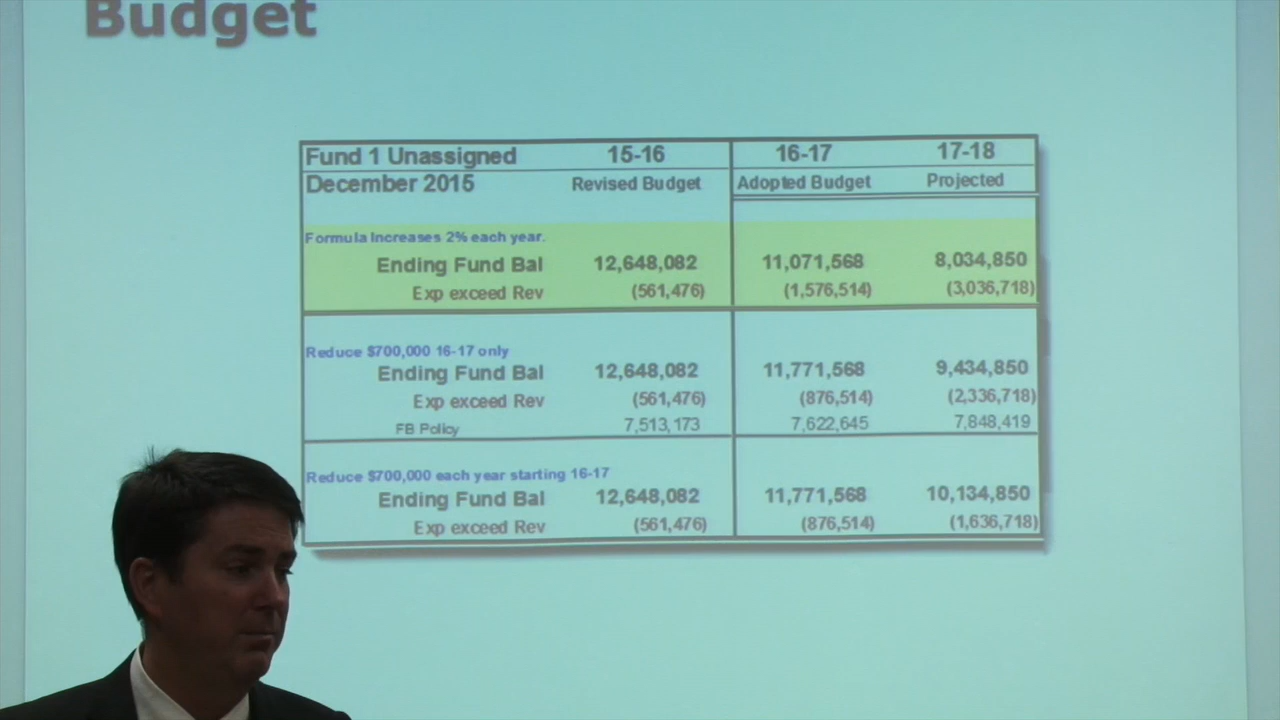 Budget
Fund 1 Unassigned 15-16 16-17 17-18
December 2015 Revised Budget Adopted Budget Projected
Formula Increases 2% each year.
Ending Fund Bal 12,648,082 11,071,568 8,034,850
Exp exceed Rev (561,476) (1,576,514) (3,036,718)
Reduce $700,000 16-17 only
Ending Fund Bal 12,648,082 11,771,568 9,434,850
Exp exceed Rev (561,476) (876,514) (2,336,718)
FB Policy 7,513,173 7,622,645 7,848,419
Reduce $700,000 each year starting 16-17
Ending Fund Bal 12,648,082 11,771,568 10,134,850
Exp exceed Rev (561,476) (876,514) (1,636,718)